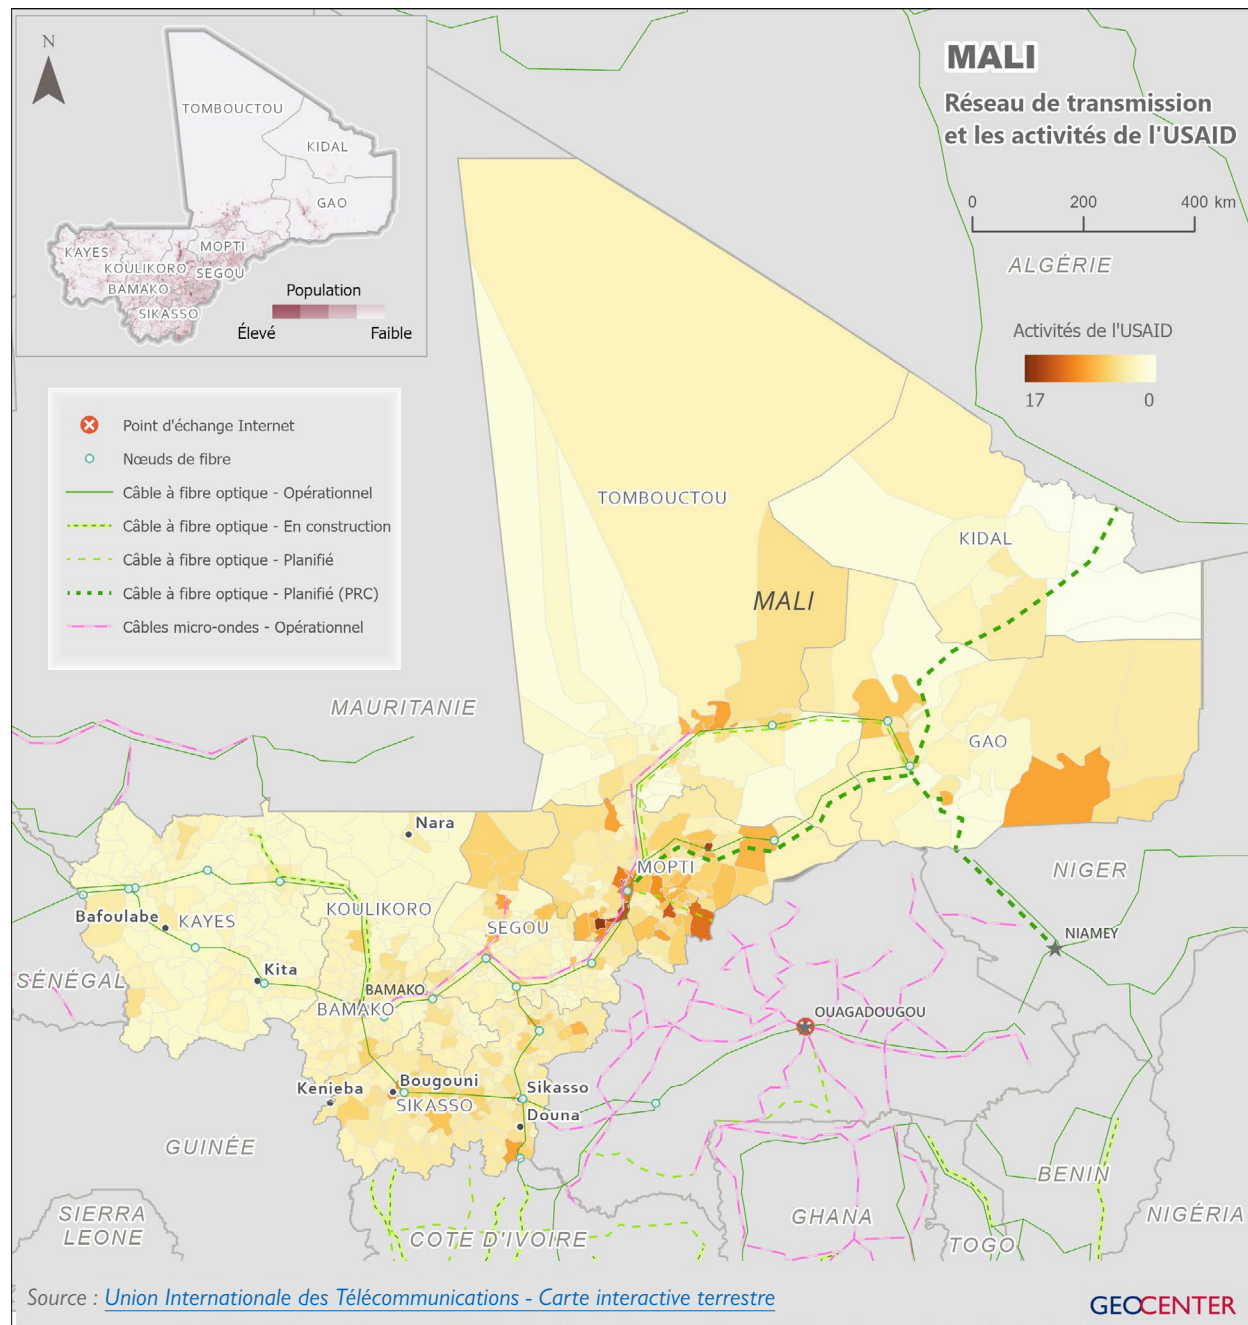 N
TOMBOUCTOU
KIDAL
GAO
MOPTI
KAYES
KOULIKORO
SEGOU
BAMAKO
SIKASSO
Population
Élevé
Faible
MALI
Réseau de transmission
et les activités de l'USAID
0 200 400 km
ALGÉRIE
Activités de l'USAID
17 0
Point d'échange Internet
Nœuds de fibre
Câble à fibre optique - Opérationnel
Câble à fibre optique - En construction
Câble à fibre optique - Planifié
Câble à fibre optique - Planifié (PRC)
Câbles micro-ondes - Opérationnel
TOMBOUCTOU
KIDAL
MALI
MAURITANIE
GAO
Nara
MOPTI
NIGER
Bafoulabe
KAYES
KOULIKORO
SEGOU
NIAMEY
Kita
SÉNÉGAL
BAMAKO
BAMAKO
OUAGADOUGOU
Kenieba
Bougouni
Sikasso
SIKASSO
Douna
GUINÉE
BENIN
SIERRA
LEONE
COTE D'IVOIRE
GHANA
TOGO
NIGÉRIA
Source : Union Internationale des Télécommunications - Carte interactive terrestre
GEOCENTER